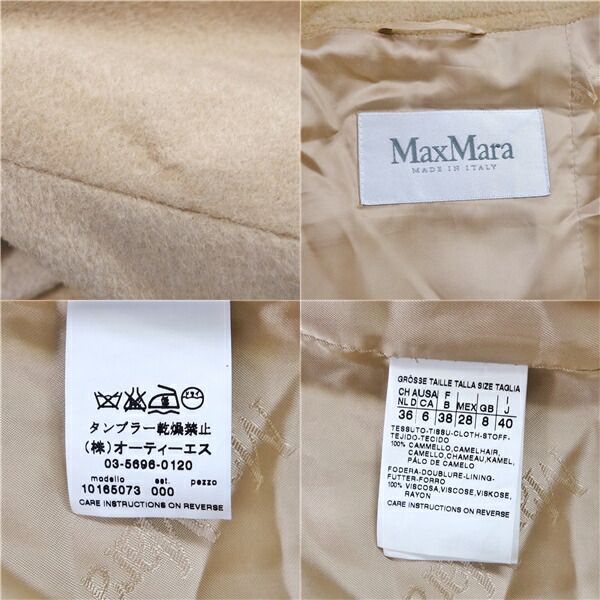 MaxMara
MADE IN ITALY
タンブラー乾燥禁止
(株)オーティーエス
03-5696-0120
modello est. pezzo
10165073 000
CARE INSTRUCTIONS ON REVERSE
GRÖSSE TAILLE TALLA SIZE TAGLIA
CH AUSA F I
NL D CA B MEX GB J
36 6 38 28 8 40
TESSUTO-TISSU-CLOTH-STOFF-
TEJIDO-TECIDO
100% CAMMELLO, CAMELHAIR,
CAMELLO, CHAMEAU, KAMEL,
PÀLO DE CAMELO
FODERA-DOUBLURE-LINING-
FUTTER-FORRO
100% VISCOSA, VISCOSE, VISKOSE,
RAYON
CARE INSTRUCTIONS ON REVERSE